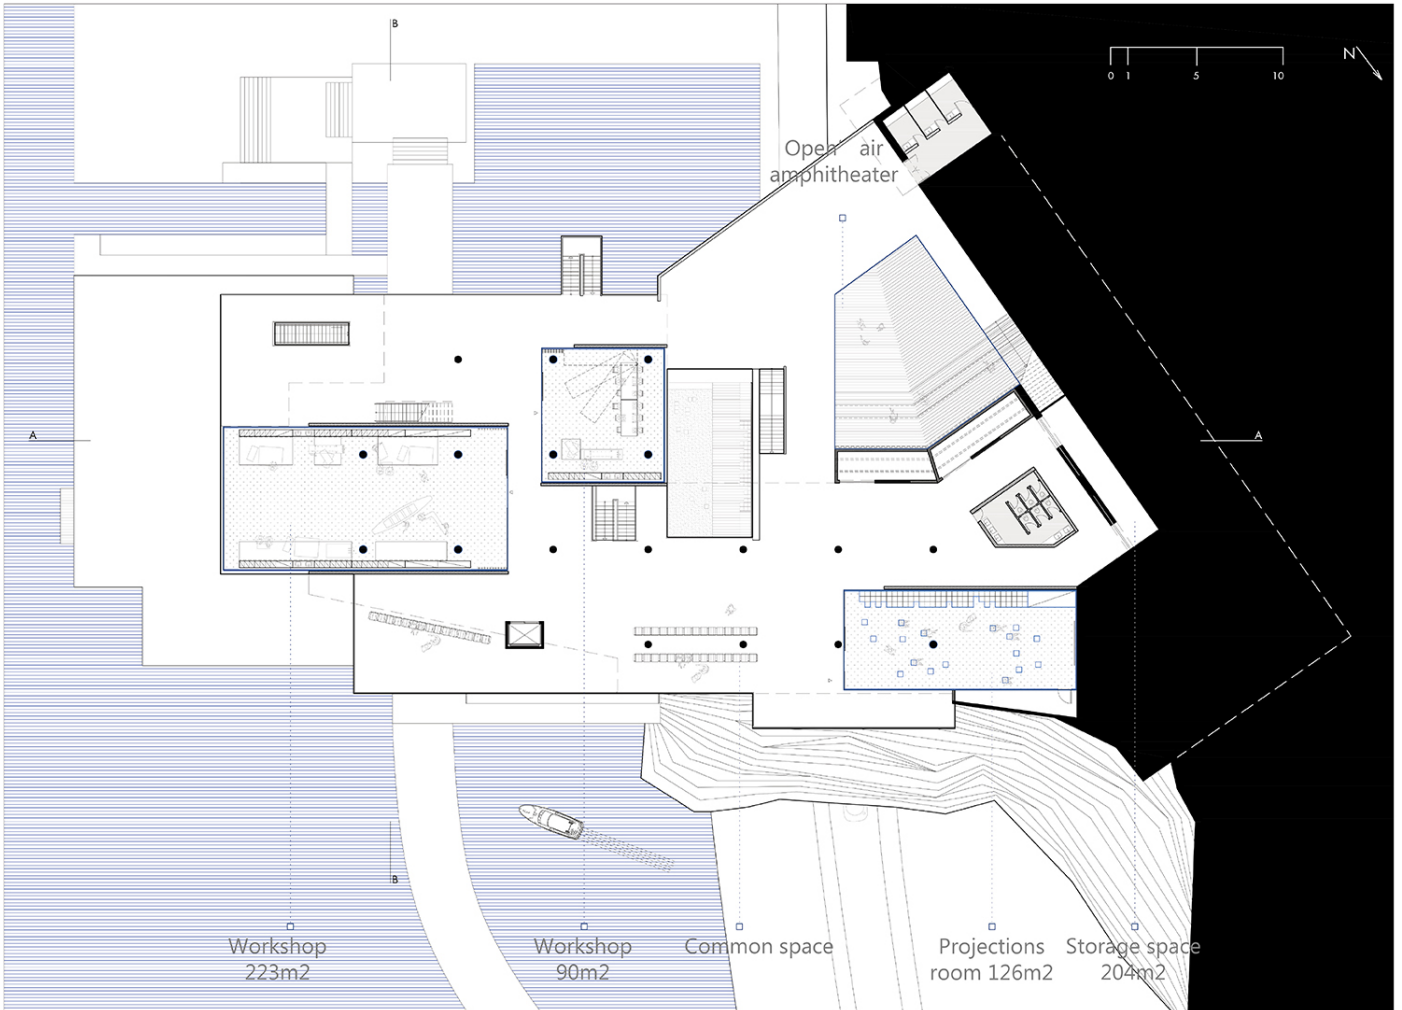 B
N
0 1 5 10
Open air
amphitheater
A
A
B
Workshop
223m2
Workshop
90m2
Common space
Projections
room 126m2
Storage space
204m2